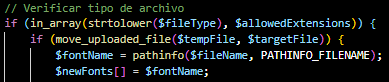 // Verificar tipo de archivo
if (in_array(strtolower($fileType), $allowedExtensions)) {
    if (move_uploaded_file($tempFile, $targetFile)) {
        $fontName = pathinfo($fileName, PATHINFO_FILENAME);
        $newFonts[] = $fontName;